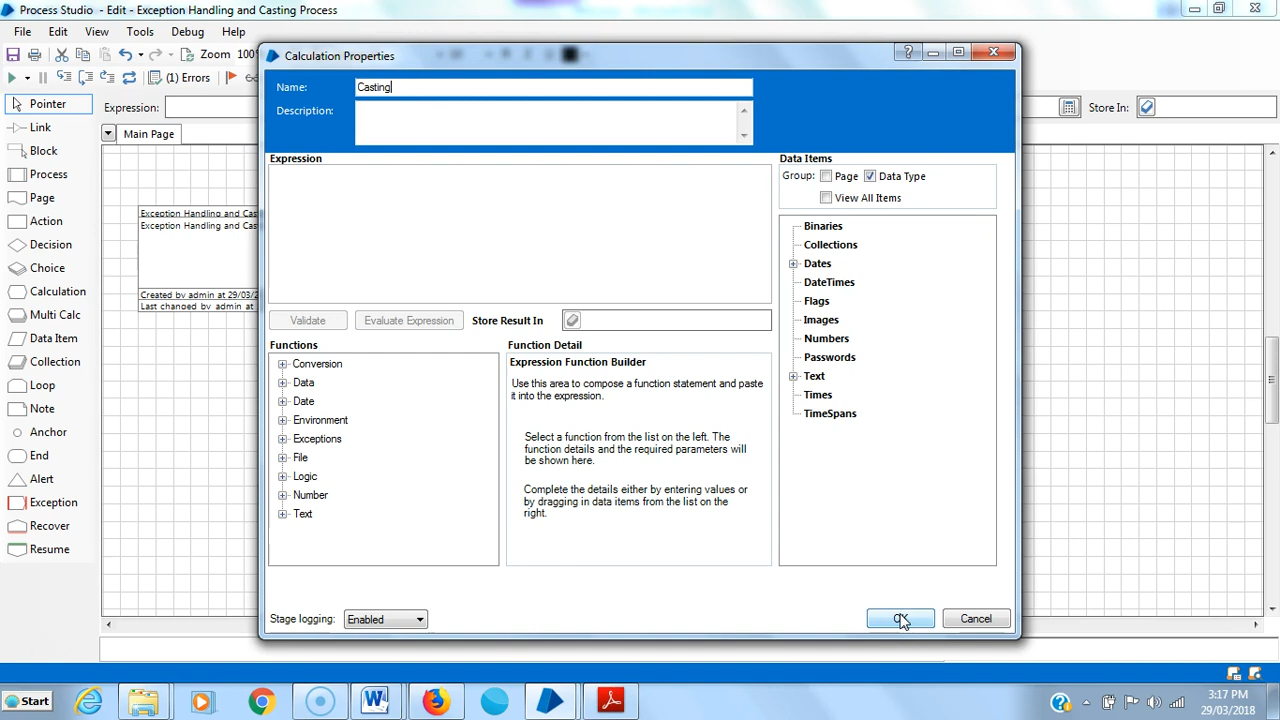 Process Studio - Edit - Exception Handling and Casting Process
File Edit View Tools Debug Help
Zoom 100%
(1) Errors
Calculation Properties
Name: Casting
Description:
Expression:
Store In:
Pointer
Link
Block
Process
Page
Action
Decision
Choice
Calculation
Multi Calc
Data Item
Collection
Loop
Note
Anchor
End
Alert
Exception
Recover
Resume
Main Page
Exception Handling and Cas
Exception Handling and Cas
Created by admin at 29/03/2
Last changed by admin at
Expression
Validate
Evaluate Expression
Store Result In
Functions
Conversion
Data
Date
Environment
Exceptions
File
Logic
Number
Text
Function Detail
Expression Function Builder
Use this area to compose a function statement and paste
it into the expression.
Select a function from the list on the left. The
function details and the required parameters will
be shown here.
Complete the details either by entering values or
by dragging in data items from the list on the
right.
Data Items
Group: Page Data Type
View All Items
Binaries
Collections
Dates
DateTimes
Flags
Images
Numbers
Passwords
Text
Times
TimeSpans
Stage logging: Enabled
OK
Cancel
Start
3:17 PM
29/03/2018